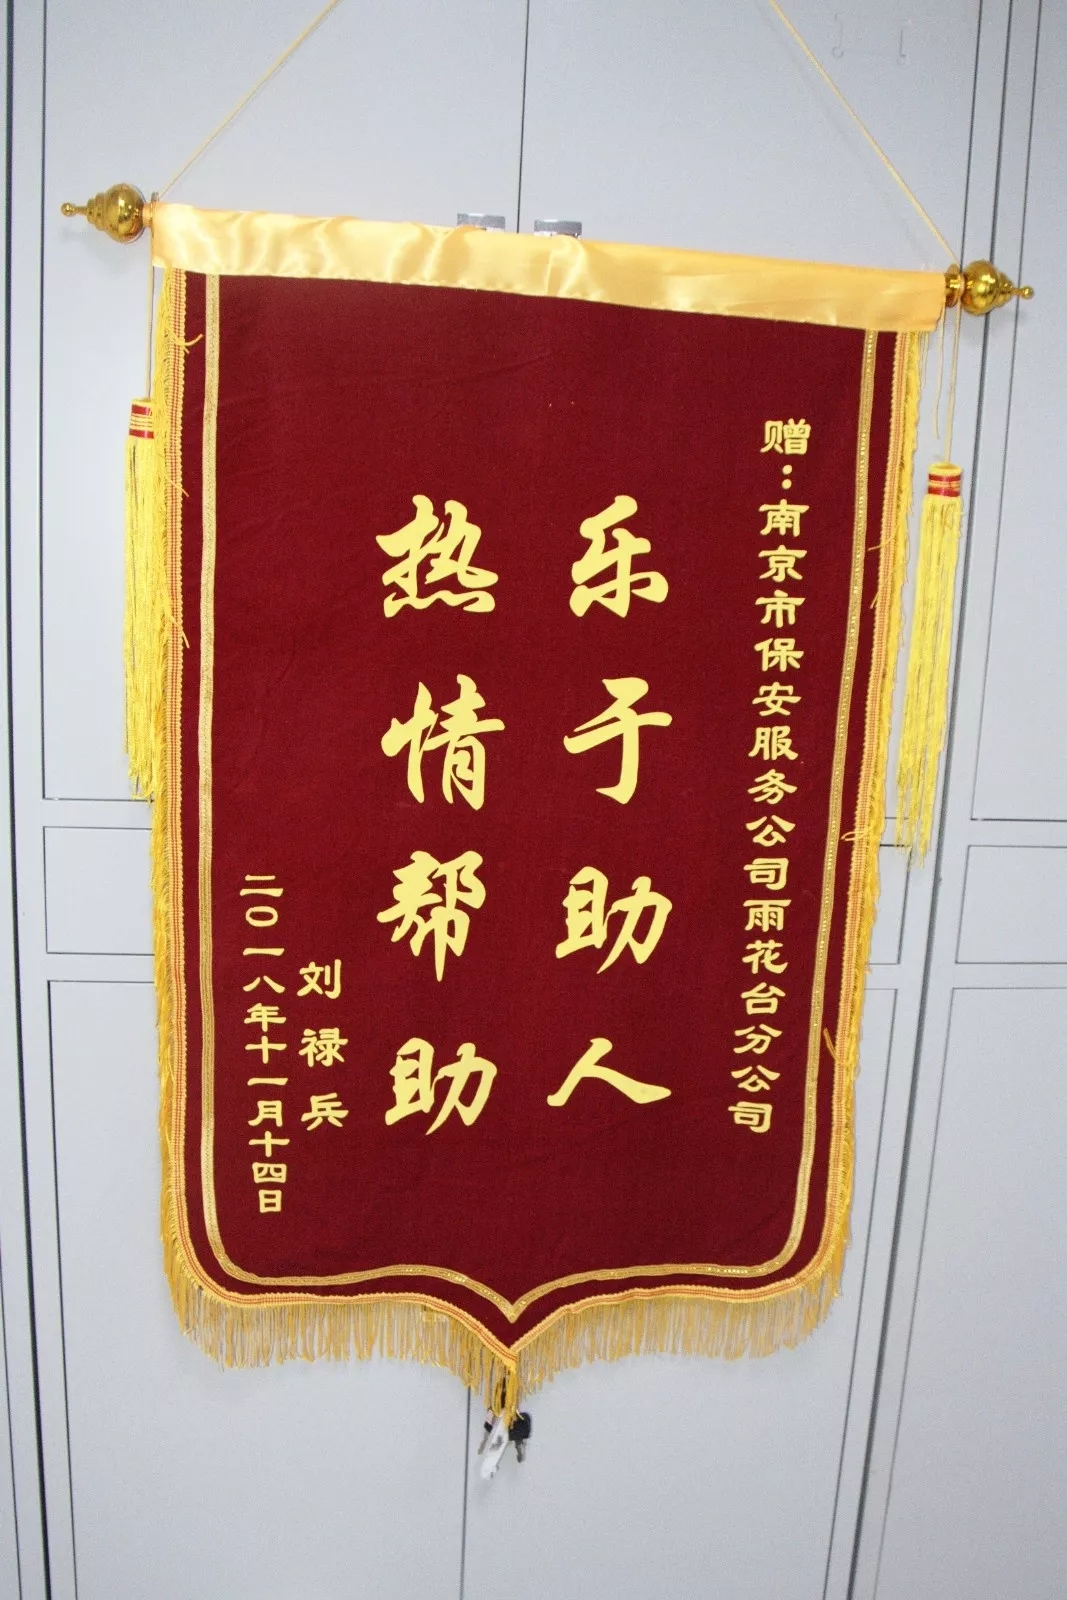 赠：南京市保安服务公司雨花台分公司
乐于助人
热情帮助
刘禄兵
二〇一八年十一月十四日